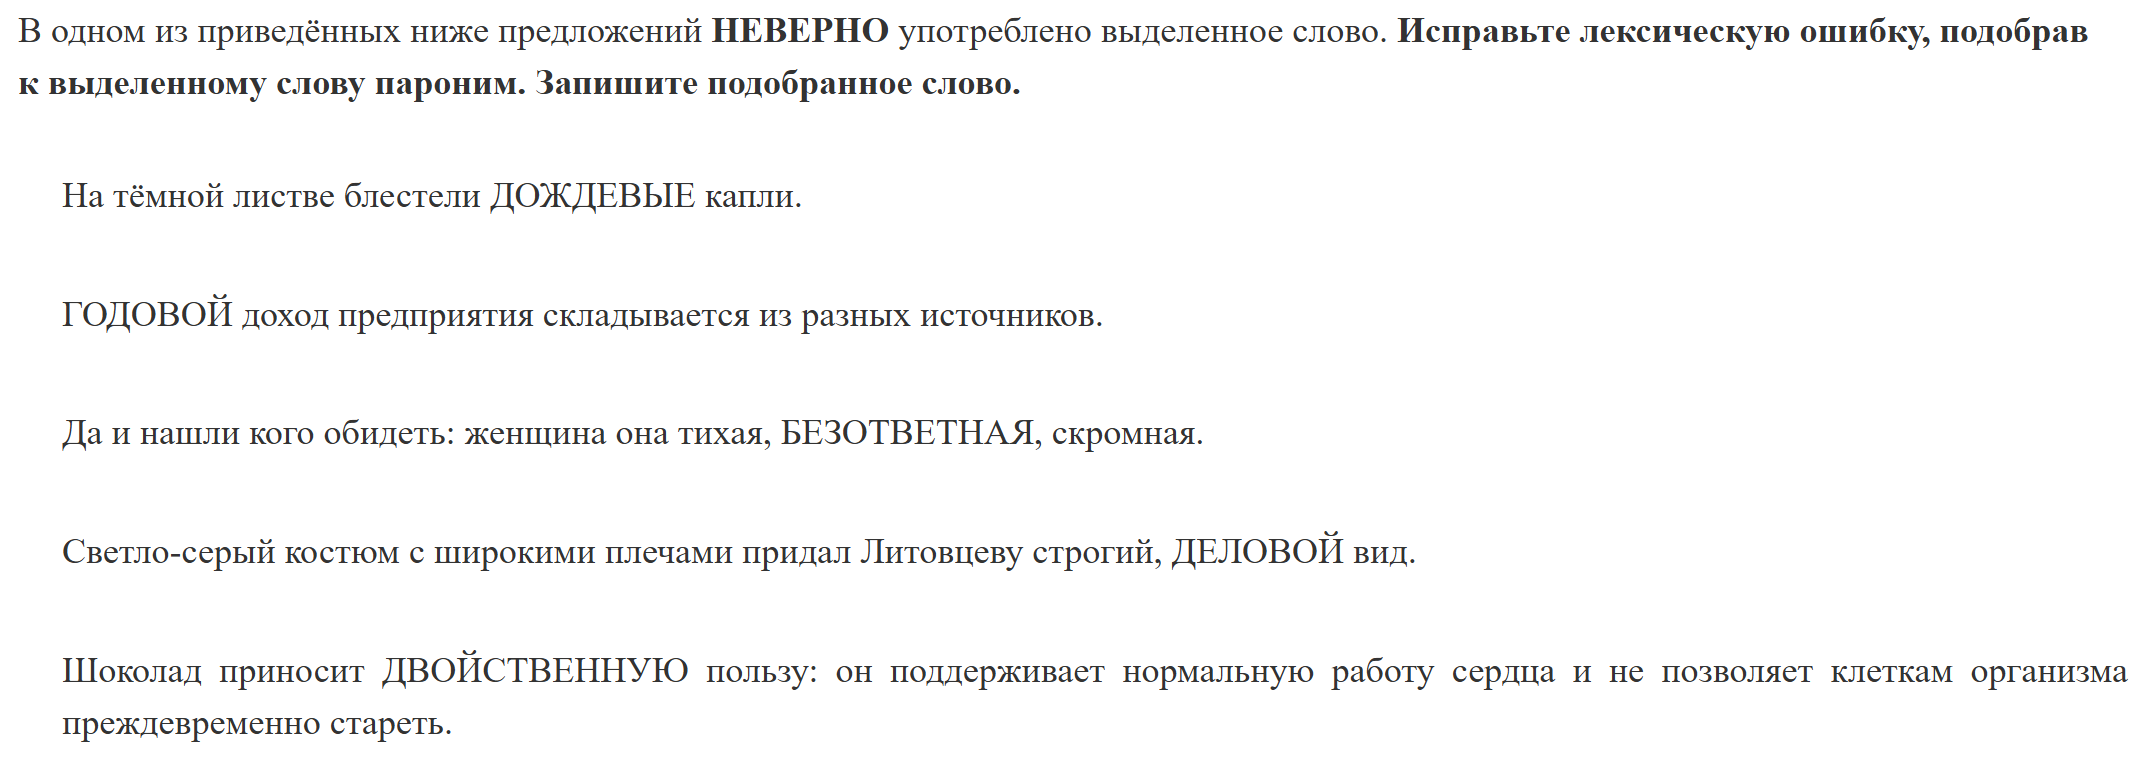 В одном из приведённых ниже предложений НЕВЕРНО употреблено выделенное слово. Исправьте лексическую ошибку, подобрав
к выделенному слову пароним. Запишите подобранное слово.
На тёмной листве блестели ДОЖДЕВЫЕ капли.
ГОДОВОЙ доход предприятия складывается из разных источников.
Да и нашли кого обидеть: женщина она тихая, БЕЗОТВЕТНАЯ, скромная.
Светло-серый костюм с широкими плечами придал Литовцеву строгий, ДЕЛОВОЙ вид.
Шоколад приносит ДВОЙСТВЕННУЮ пользу: он поддерживает нормальную работу сердца и не позволяет клеткам организма
преждевременно стареть.